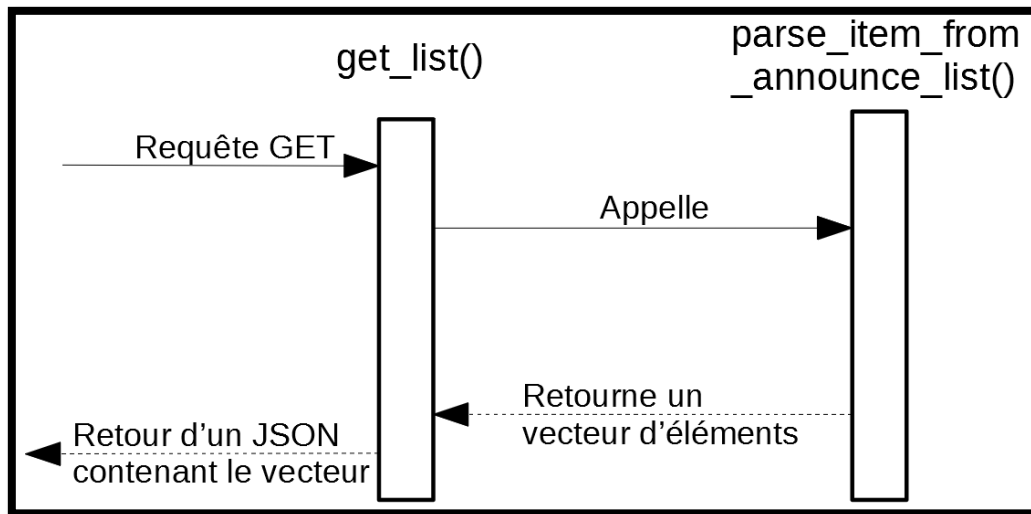 get_list()
parse_item_from
_announce_list()
Requête GET
Appelle
Retourne un
vecteur d’éléments
Retour d’un JSON
contenant le vecteur